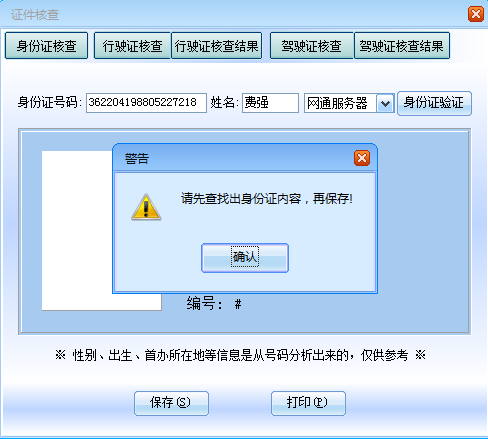 证件核查
身份证核查 行驶证核查 行驶证核查结果 驾驶证核查 驾驶证核查结果
身份证号码: 362204198805227218 姓名: 费强 网通服务器 身份证验证
警告
请先查找出身份证内容，再保存!
确认
编号: #
※ 性别、出生、首办所在地等信息是从号码分析出来的，仅供参考 ※
保存(S) 打印(P)